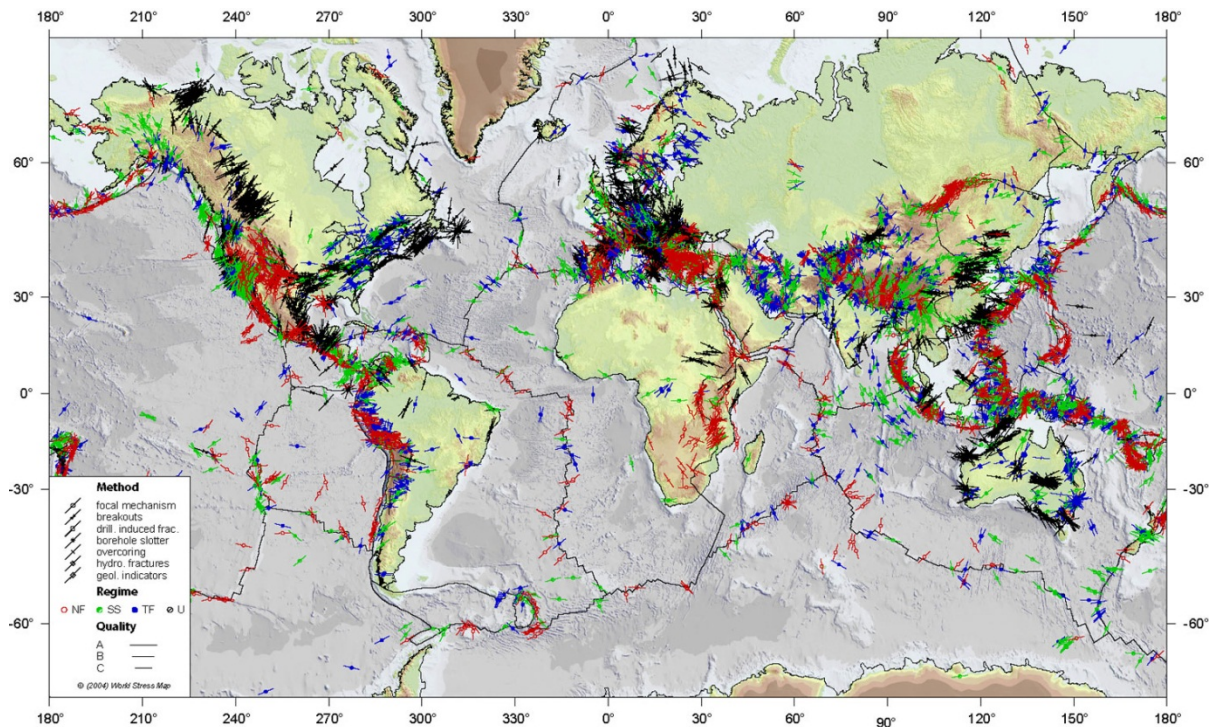 180° 210° 240° 270° 300° 330° 0° 30° 60° 90° 120° 150° 180°
60° 60°
30° 30°
0° 0°
-30° -30°
-60° -60°
Method
focal mechanism
breakouts
drill. induced frac.
borehole slotter
overcoring
hydro. fractures
geol. indicators
Regime
NF SS TF U
Quality
A
B
C
© (2004) World Stress Map
180° 210° 240° 270° 300° 330° 0° 30° 60° 90° 120° 150° 180°